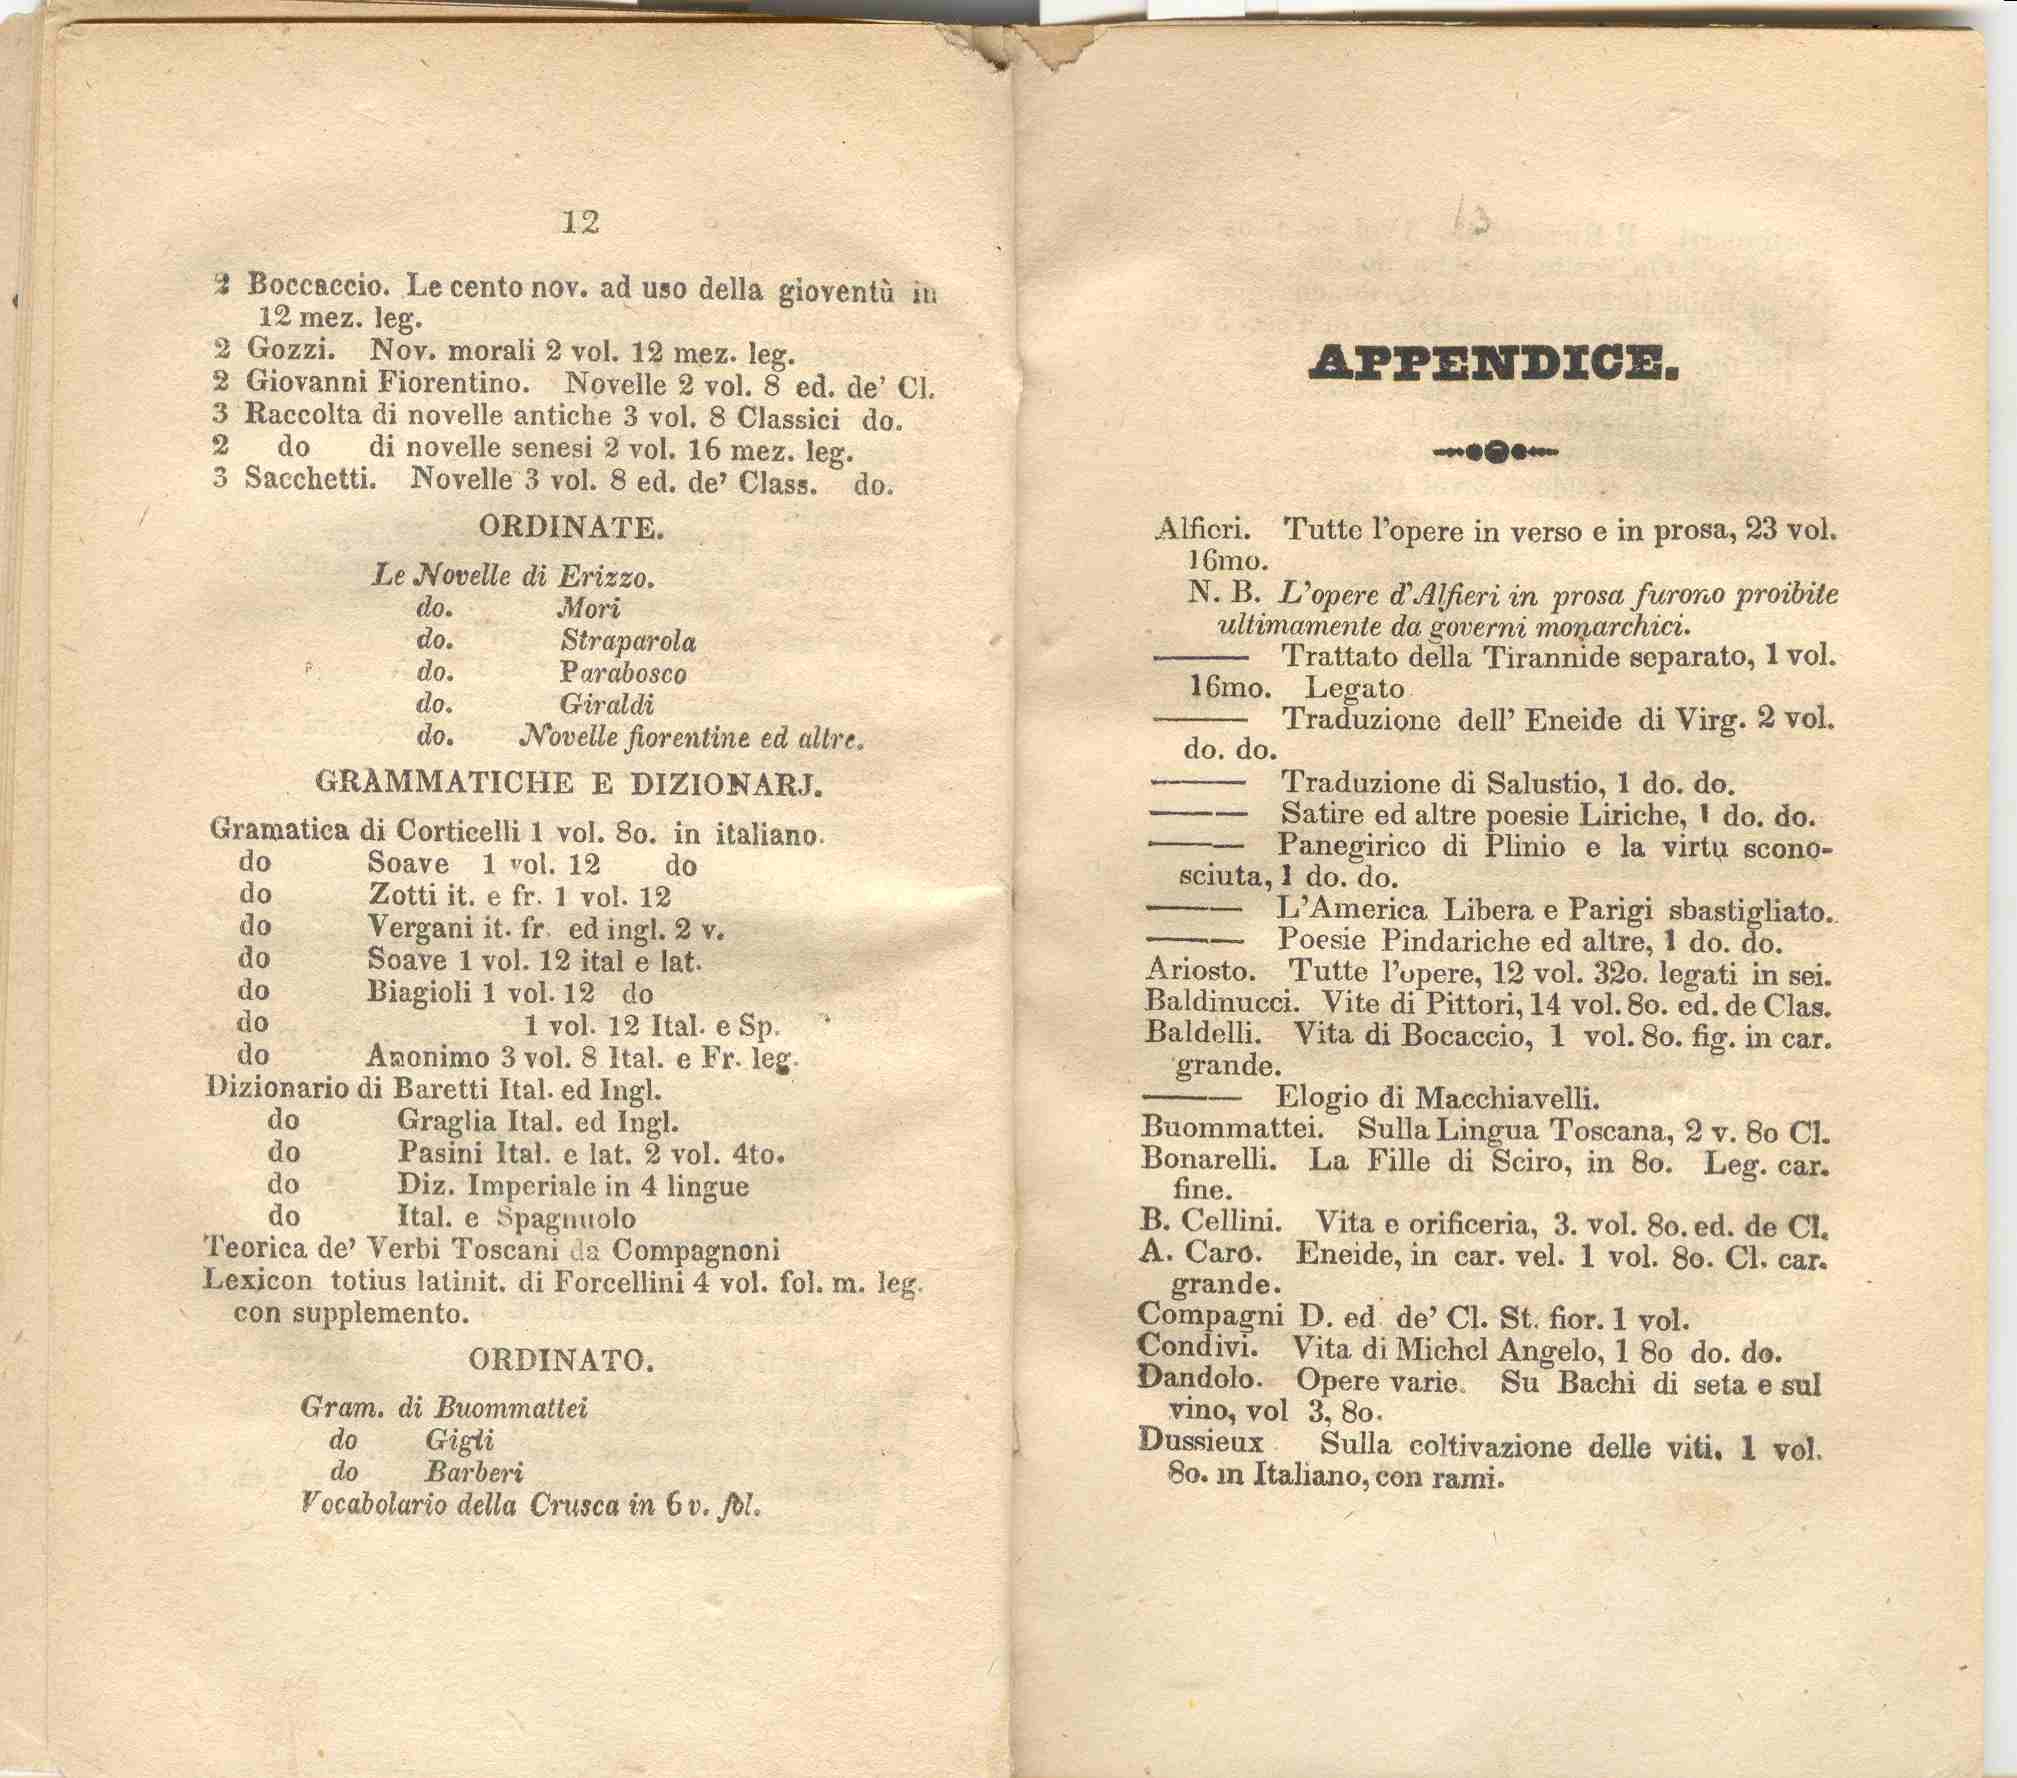 12
2 Boccaccio. Le cento nov. ad uso della gioventù in
12 mez. leg.
2 Gozzi. Nov. morali 2 vol. 12 mez. leg.
2 Giovanni Fiorentino. Novelle 2 vol. 8 ed. de' Cl.
3 Raccolta di novelle antiche 3 vol. 8 Classici do.
2 do di novelle senesi 2 vol. 16 mez. leg.
3 Sacchetti. Novelle 3 vol. 8 ed. de' Class. do.
ORDINATE.
Le Novelle di Erizzo.
do. Mori
do. Straparola
do. Parabosco
do. Giraldi
do. Novelle fiorentine ed altre.
GRAMMATICHE E DIZIONARJ.
Gramatica di Corticelli 1 vol. 8o. in italiano.
do Soave 1 vol. 12 do
do Zotti it. e fr. 1 vol. 12
do Vergani it. fr. ed ingl. 2 v.
do Soave 1 vol. 12 ital e lat.
do Biagioli 1 vol. 12 do
do 1 vol. 12 Ital. e Sp.
do Anonimo 3 vol. 8 Ital. e Fr. leg.
Dizionario di Baretti Ital. ed Ingl.
do Graglia Ital. ed Ingl.
do Pasini Ital. e lat. 2 vol. 4to.
do Diz. Imperiale in 4 lingue
do Ital. e Spagnuolo
Teorica de' Verbi Toscani da Compagnoni
Lexicon totius latinit. di Forcellini 4 vol. fol. m. leg.
con supplemento.
ORDINATO.
Gram. di Buommattei
do Gigli
do Barberi
Vocabolario della Crusca in 6 v. fol.
APPENDICE.
Alfieri. Tutte l'opere in verso e in prosa, 23 vol.
16mo.
N. B. L'opere d'Alfieri in prosa furono proibite
ultimamente da governi monarchici.
——— Trattato della Tirannide separato, 1 vol.
16mo. Legato
——— Traduzione dell' Eneide di Virg. 2 vol.
do. do.
——— Traduzione di Salustio, 1 do. do.
——— Satire ed altre poesie Liriche, 1 do. do.
——— Panegirico di Plinio e la virtu scono-
sciuta, 1 do. do.
——— L'America Libera e Parigi sbastigliato.
——— Poesie Pindariche ed altre, 1 do. do.
Ariosto. Tutte l'opere, 12 vol. 32o. legati in sei.
Baldinucci. Vite di Pittori, 14 vol. 8o. ed. de Clas.
Baldelli. Vita di Bocaccio, 1 vol. 8o. fig. in car.
grande.
——— Elogio di Macchiavelli.
Buommattei. Sulla Lingua Toscana, 2 v. 8o Cl.
Bonarelli. La Fille di Sciro, in 8o. Leg. car.
fine.
B. Cellini. Vita e orificeria, 3. vol. 8o. ed. de Cl.
A. Caro. Eneide, in car. vel. 1 vol. 8o. Cl. car.
grande.
Compagni D. ed de' Cl. St. fior. 1 vol.
Condivi. Vita di Michel Angelo, 1 8o do. do.
Dandolo. Opere varie. Su Bachi di seta e sul
vino, vol 3, 8o.
Dussieux Sulla coltivazione delle viti. 1 vol.
8o. in Italiano, con rami.